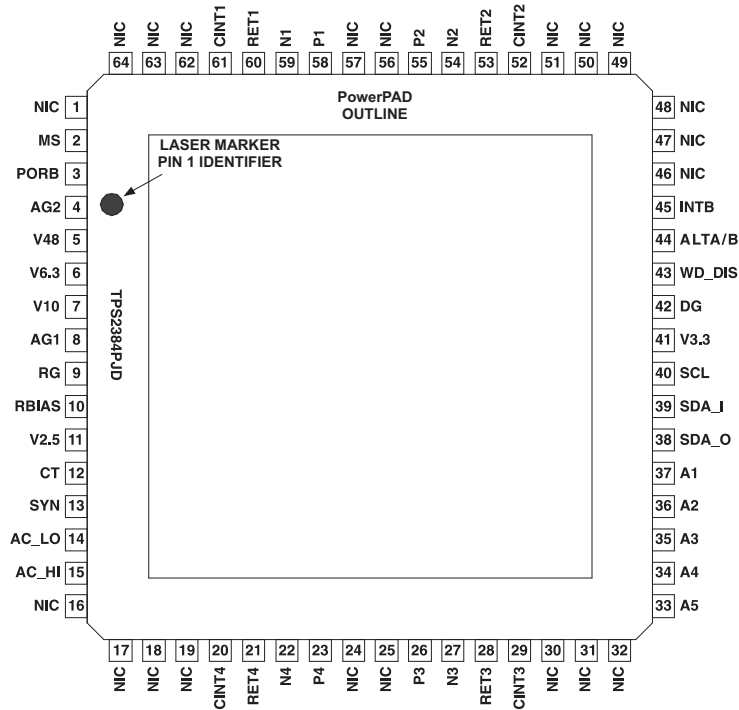 NIC NIC NIC CINT1 RET1 N1 P1 NIC NIC P2 N2 RET2 CINT2 NIC NIC NIC
64 63 62 61 60 59 58 57 56 55 54 53 52 51 50 49
PowerPAD
OUTLINE
LASER MARKER
PIN 1 IDENTIFIER
TPS2384PJD
NIC 1
MS 2
PORB 3
AG2 4
V48 5
V6.3 6
V10 7
AG1 8
RG 9
RBIAS 10
V2.5 11
CT 12
SYN 13
AC_LO 14
AC_HI 15
NIC 16
48 NIC
47 NIC
46 NIC
45 INTB
44 ALTA/B
43 WD_DIS
42 DG
41 V3.3
40 SCL
39 SDA_I
38 SDA_O
37 A1
36 A2
35 A3
34 A4
33 A5
17 18 19 20 21 22 23 24 25 26 27 28 29 30 31 32
NIC NIC NIC CINT4 RET4 N4 P4 NIC NIC P3 N3 RET3 CINT3 NIC NIC NIC